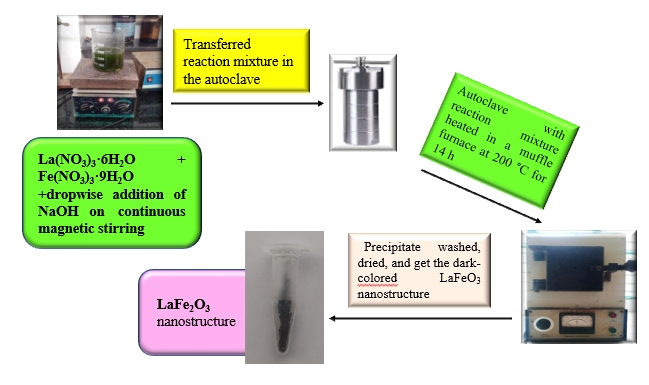 Transferred
reaction mixture in
the autoclave
La(NO₃)₃·6H₂O +
Fe(NO₃)₃·9H₂O
+dropwise addition of
NaOH on continuous
magnetic stirring
Autoclave with
reaction mixture
heated in a muffle
furnace at 200 °C for
14 h
Precipitate washed,
dried, and get the dark-
colored LaFeO₃
nanostructure
LaFe₂O₃
nanostructure